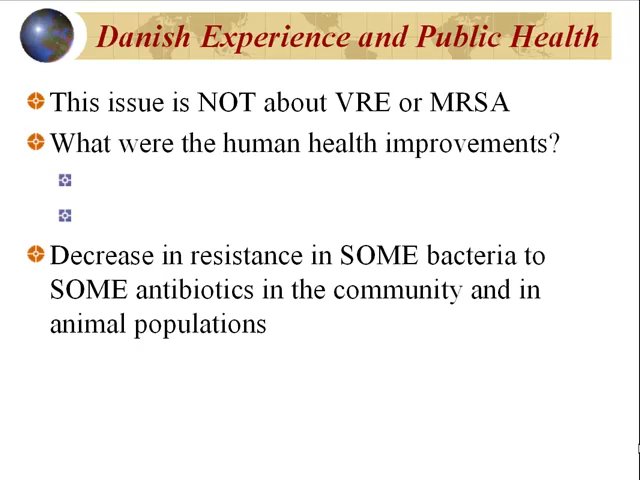 Danish Experience and Public Health
This issue is NOT about VRE or MRSA
What were the human health improvements?
Decrease in resistance in SOME bacteria to
SOME antibiotics in the community and in
animal populations